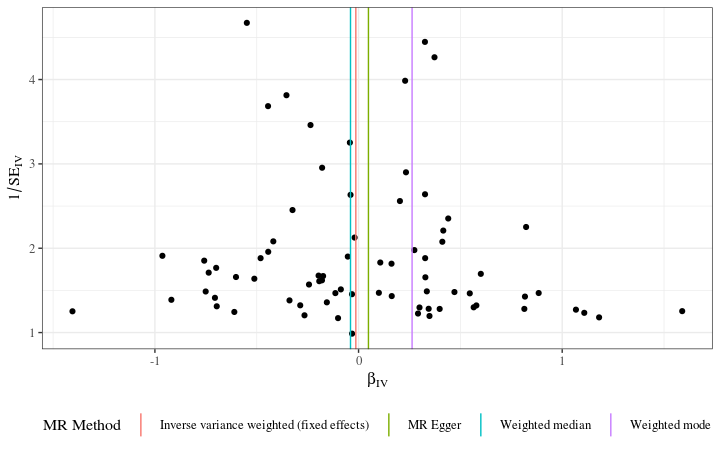 4
3
2
1
1/SE_IV
-1
0
1
β_IV
MR Method
Inverse variance weighted (fixed effects)
MR Egger
Weighted median
Weighted mode